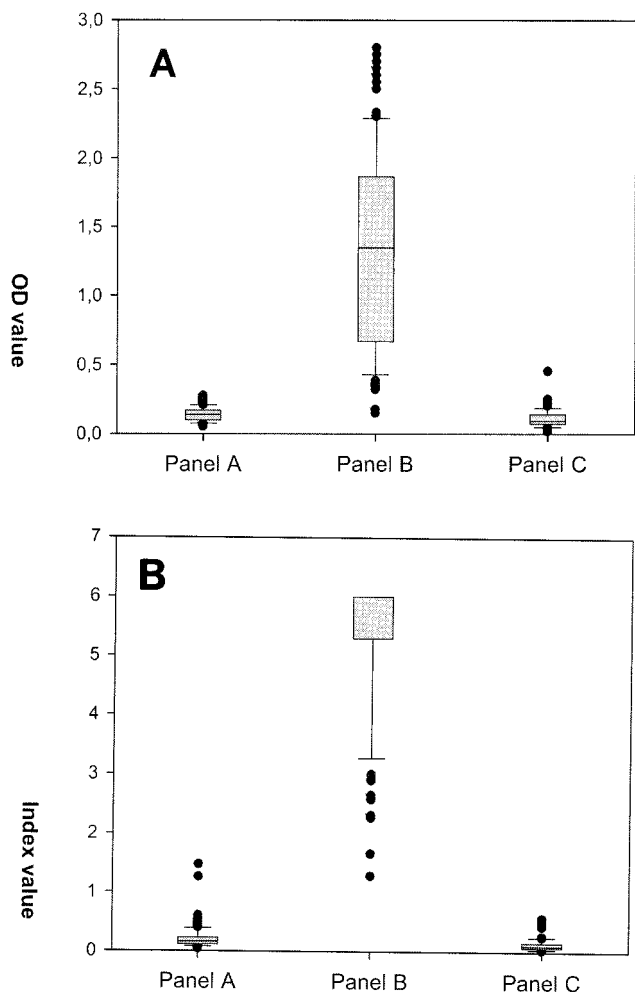 A
3,0
2,5
2,0
1,5
1,0
0,5
0,0
OD value
Panel A
Panel B
Panel C
B
7
6
5
4
3
2
1
0
Index value
Panel A
Panel B
Panel C